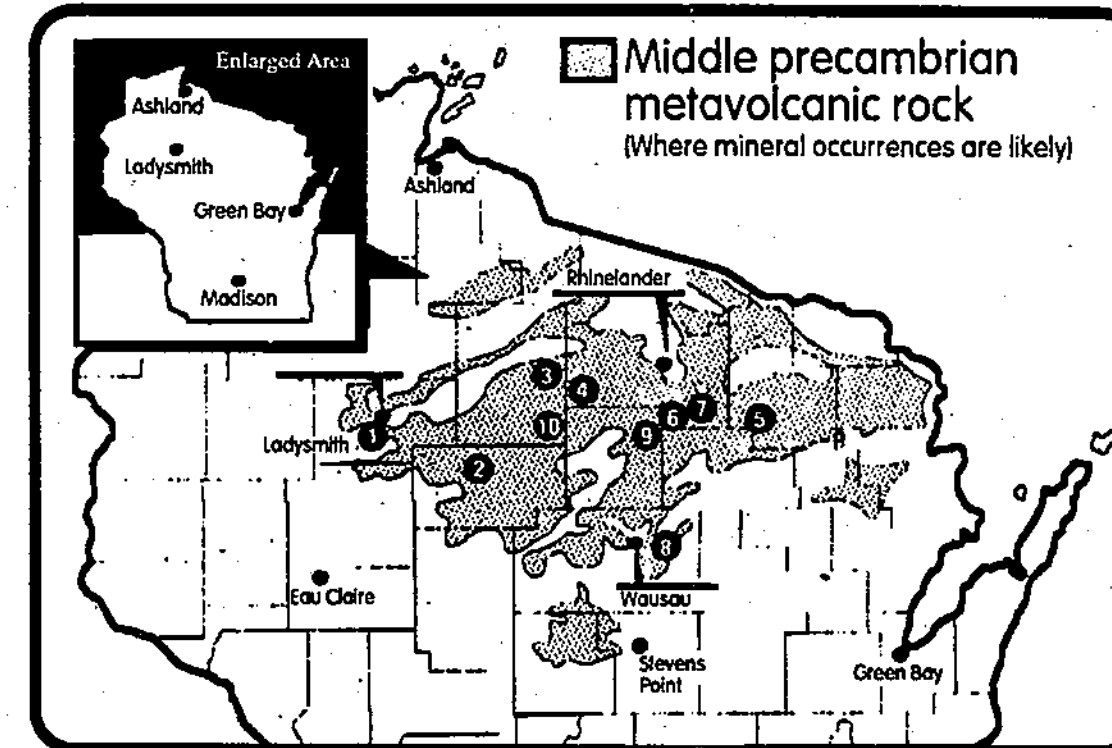 Enlarged Area
Ashland
Ladysmith
Green Bay
Madison
Middle precambrian
metavolcanic rock
(Where mineral occurrences are likely)
Ashland
Rhinelander
3
4
6
7
5
1
Ladysmith
10
9
2
8
Eau Claire
Wausau
Stevens
Point
Green Bay